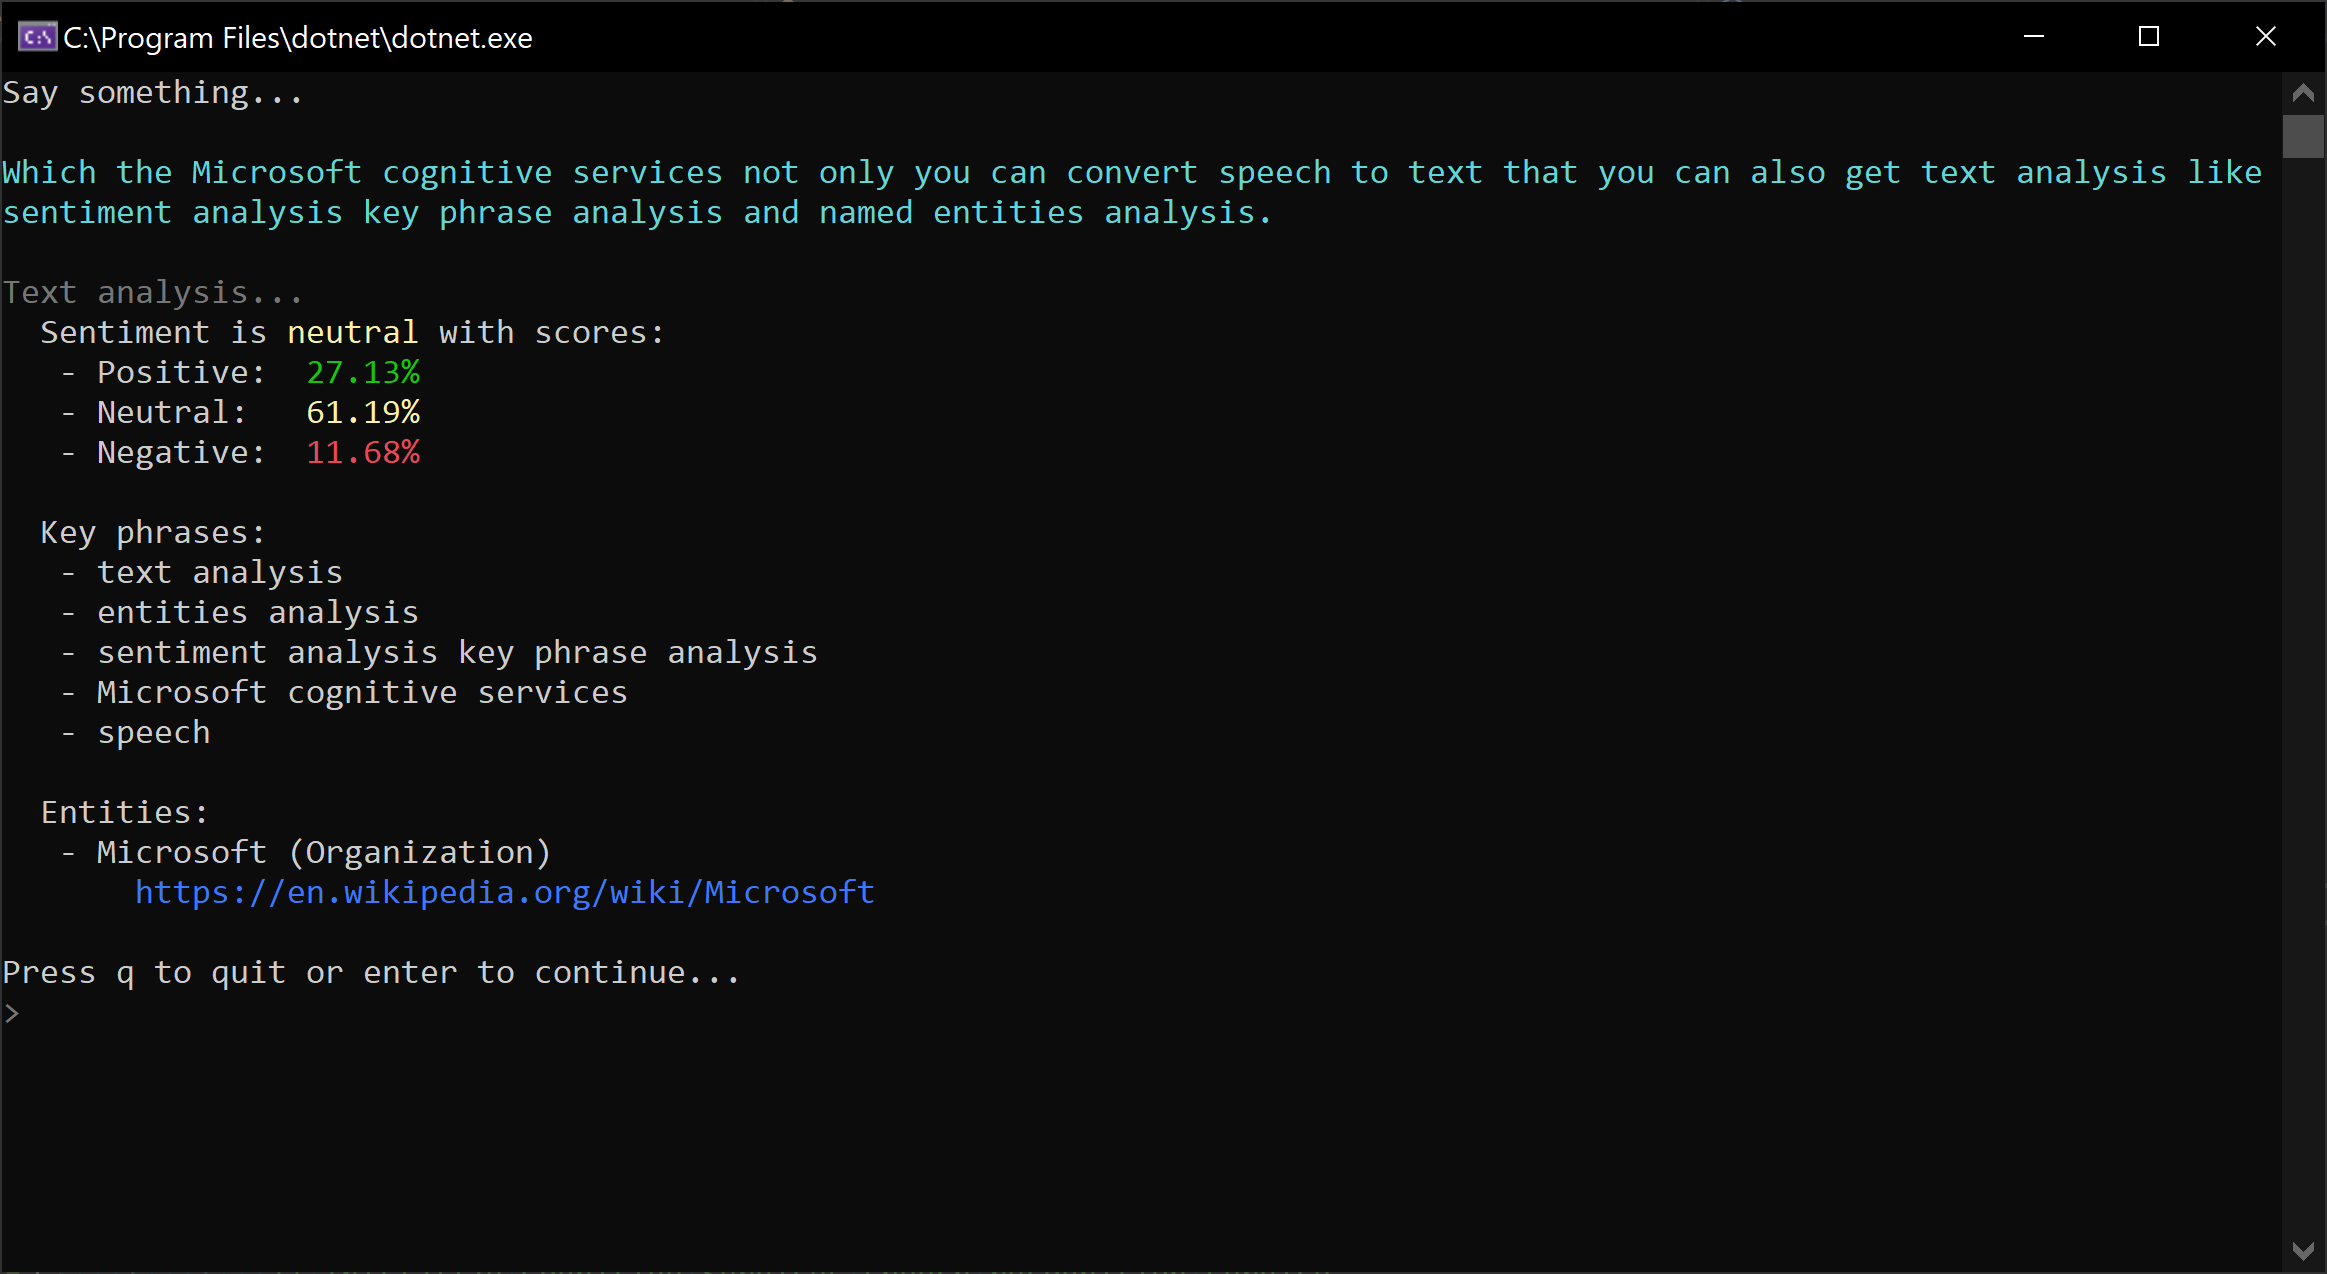 C:\Program Files\dotnet\dotnet.exe
Say something...
Which the Microsoft cognitive services not only you can convert speech to text that you can also get text analysis like
sentiment analysis key phrase analysis and named entities analysis.
Text analysis...
Sentiment is neutral with scores:
- Positive: 27.13%
- Neutral: 61.19%
- Negative: 11.68%
Key phrases:
- text analysis
- entities analysis
- sentiment analysis key phrase analysis
- Microsoft cognitive services
- speech
Entities:
- Microsoft (Organization)
https://en.wikipedia.org/wiki/Microsoft
Press q to quit or enter to continue...
>